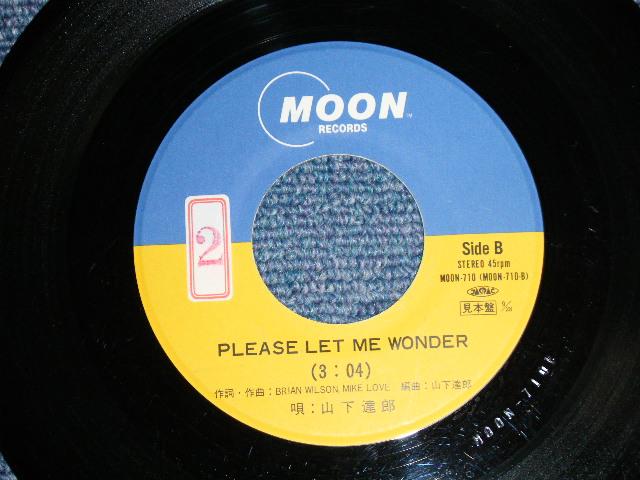 MOON
RECORDS
2
Side B
STEREO 45rpm
MOON-710 (MOON-710-B)
見本盤
PLEASE LET ME WONDER
(3:04)
作詞・作曲:BRIAN WILSON, MIKE LOVE 編曲:山下達郎
唄:山下達郎